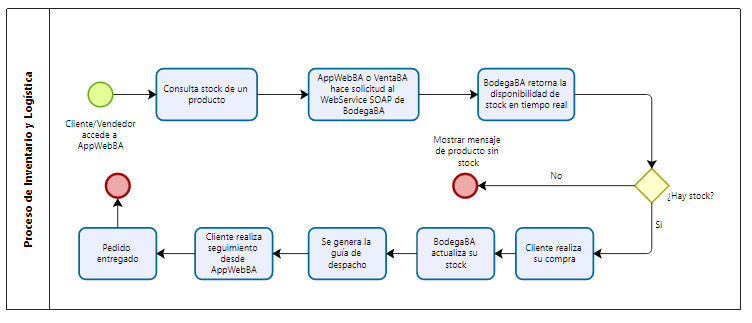 Proceso de Inventario y Logística
Cliente/Vendedor
accede a
AppWebBA
Consulta stock de un
producto
AppWebBA o VentaBA
hace solicitud al
WebService SOAP de
BodegaBA
BodegaBA retorna la
disponibilidad de
stock en tiempo real
¿Hay stock?
No
Mostrar mensaje
de producto sin
stock
Si
Cliente realiza
su compra
BodegaBA
actualiza su
stock
Se genera la
guía de
despacho
Cliente realiza
seguimiento
desde
AppWebBA
Pedido
entregado